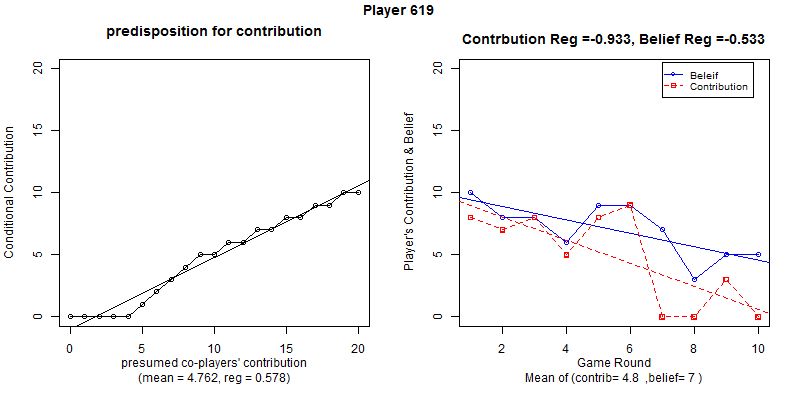 Player 619
predisposition for contribution
Conditional Contribution
0 5 10 15 20
0 5 10 15 20
presumed co-players' contribution
(mean = 4.762, reg = 0.578)
Contrbution Reg =-0.933, Belief Reg =-0.533
Player's Contribution & Belief
0 5 10 15 20
Beleif
Contribution
2 4 6 8 10
Game Round
Mean of (contrib= 4.8 ,belief= 7 )